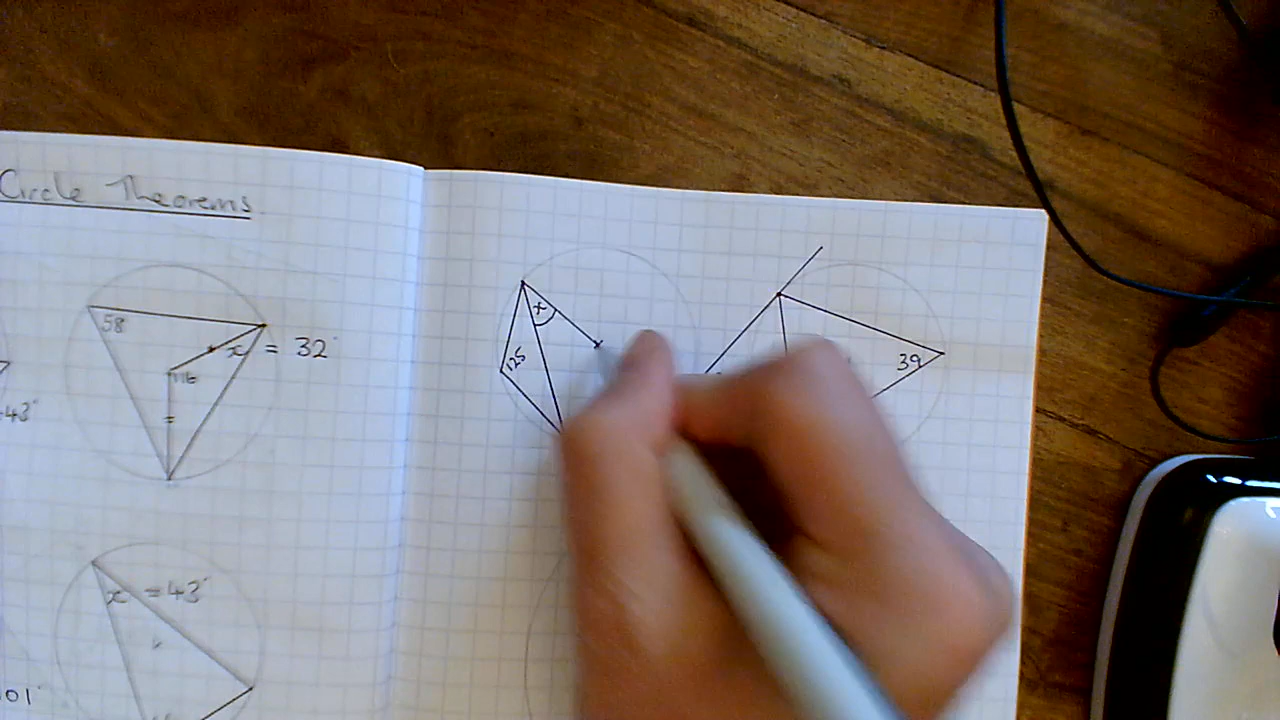 Circle Theorems
58
x = 32°
116
43°
x = 43°
01°
x
125
39